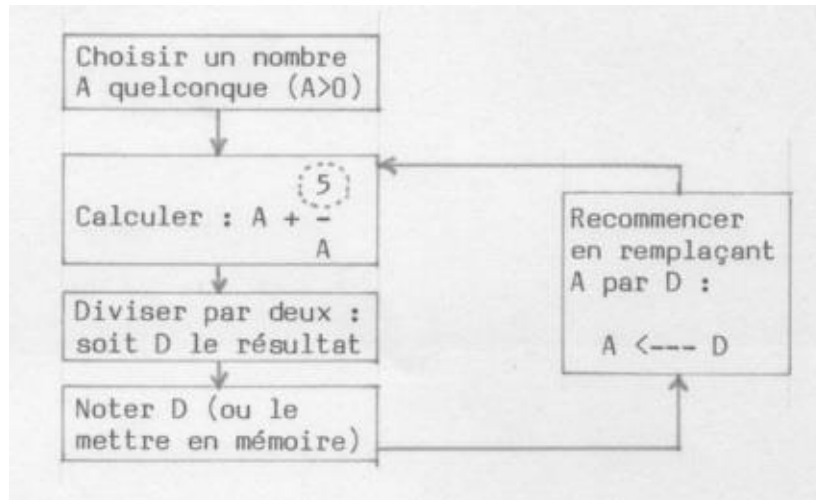 Choisir un nombre
A quelconque (A>0)
5
Calculer : A + -
A
Diviser par deux :
soit D le résultat
Noter D (ou le
mettre en mémoire)
Recommencer
en remplaçant
A par D :
A <--- D